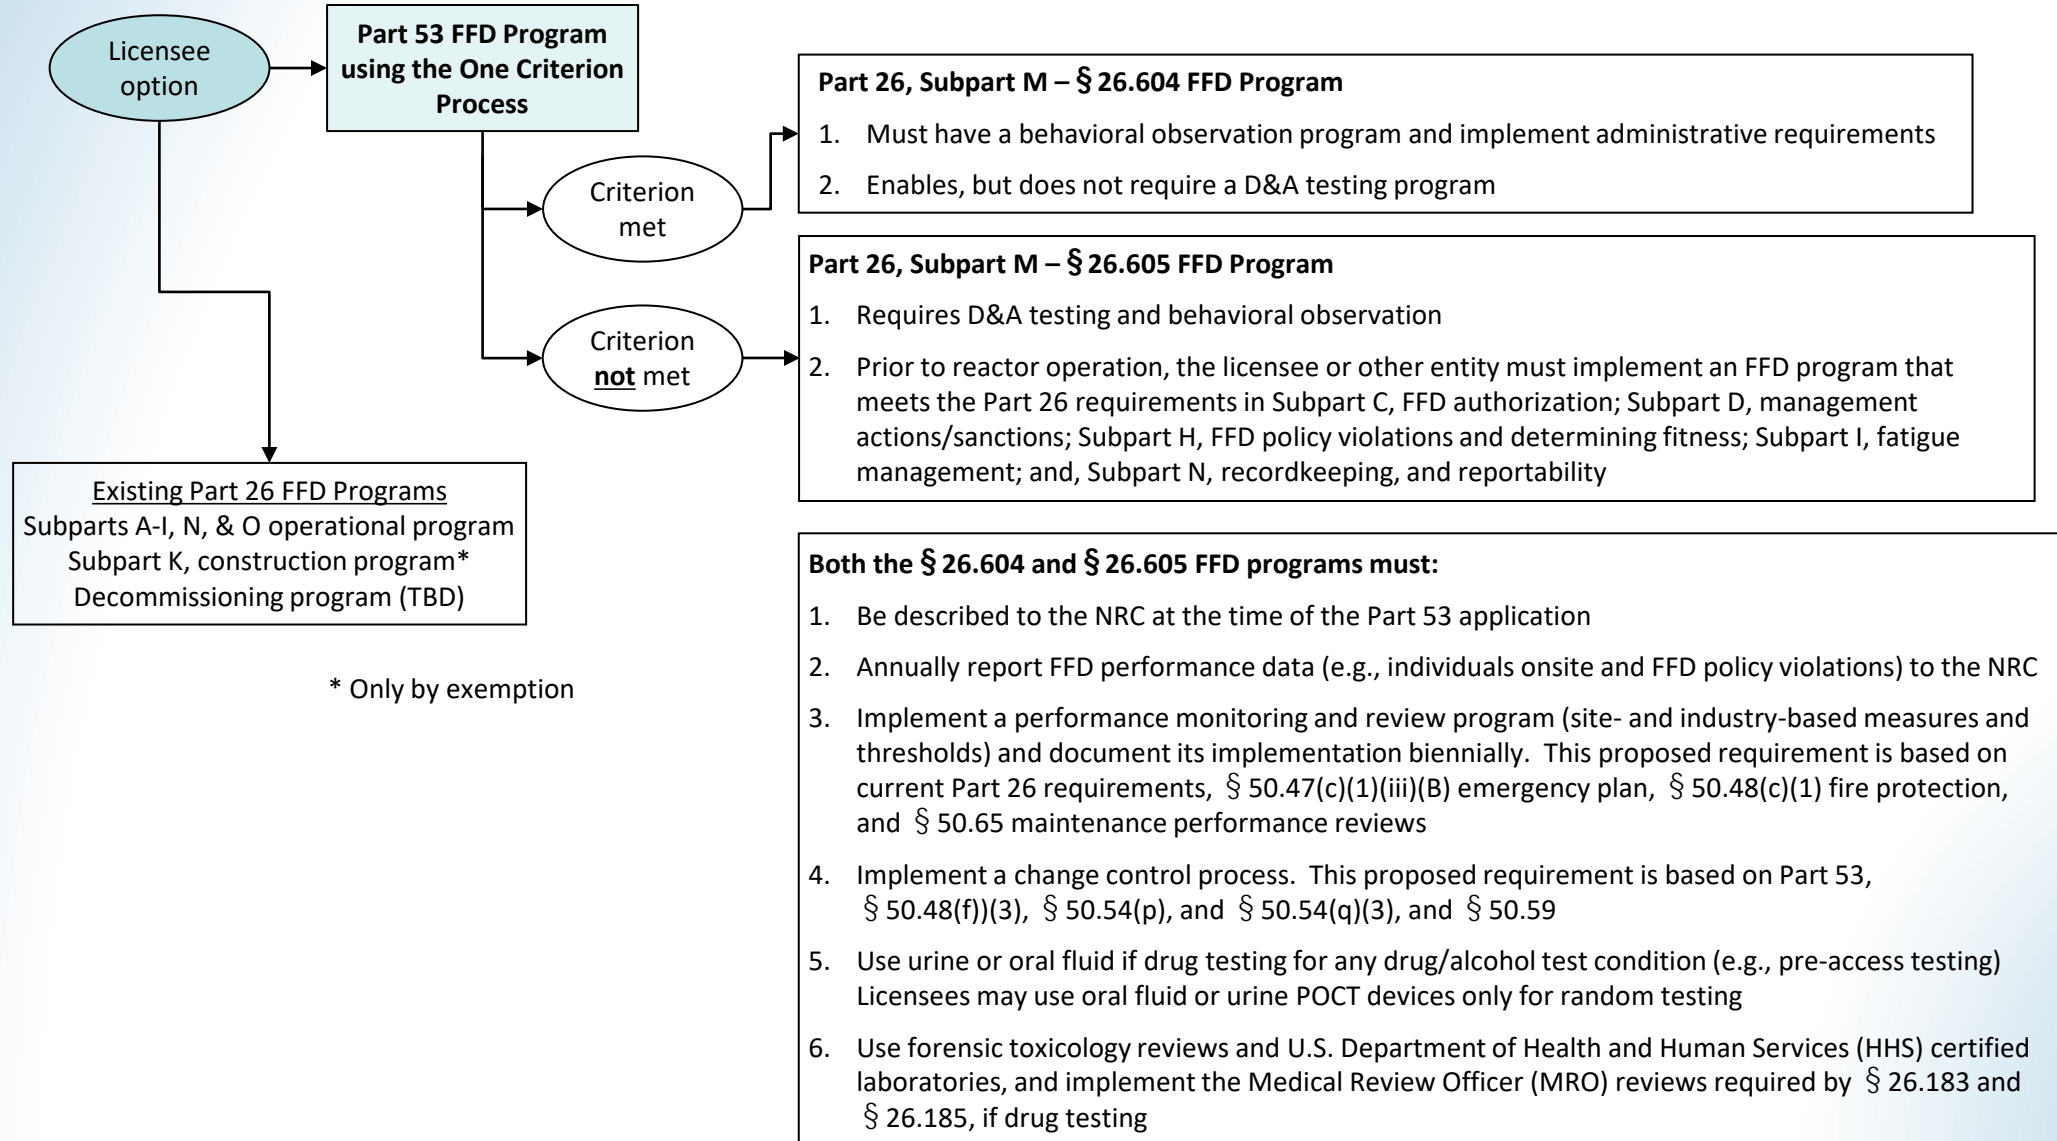 Licensee
option
Part 53 FFD Program
using the One Criterion
Process
Criterion
met
Criterion
not met
Existing Part 26 FFD Programs
Subparts A-I, N, & O operational program
Subpart K, construction program*
Decommissioning program (TBD)
* Only by exemption
Part 26, Subpart M – § 26.604 FFD Program
1. Must have a behavioral observation program and implement administrative requirements
2. Enables, but does not require a D&A testing program
Part 26, Subpart M – § 26.605 FFD Program
1. Requires D&A testing and behavioral observation
2. Prior to reactor operation, the licensee or other entity must implement an FFD program that
meets the Part 26 requirements in Subpart C, FFD authorization; Subpart D, management
actions/sanctions; Subpart H, FFD policy violations and determining fitness; Subpart I, fatigue
management; and, Subpart N, recordkeeping, and reportability
Both the § 26.604 and § 26.605 FFD programs must:
1. Be described to the NRC at the time of the Part 53 application
2. Annually report FFD performance data (e.g., individuals onsite and FFD policy violations) to the NRC
3. Implement a performance monitoring and review program (site- and industry-based measures and
thresholds) and document its implementation biennially. This proposed requirement is based on
current Part 26 requirements, § 50.47(c)(1)(iii)(B) emergency plan, § 50.48(c)(1) fire protection,
and § 50.65 maintenance performance reviews
4. Implement a change control process. This proposed requirement is based on Part 53,
§ 50.48(f))(3), § 50.54(p), and § 50.54(q)(3), and § 50.59
5. Use urine or oral fluid if drug testing for any drug/alcohol test condition (e.g., pre-access testing)
Licensees may use oral fluid or urine POCT devices only for random testing
6. Use forensic toxicology reviews and U.S. Department of Health and Human Services (HHS) certified
laboratories, and implement the Medical Review Officer (MRO) reviews required by § 26.183 and
§ 26.185, if drug testing